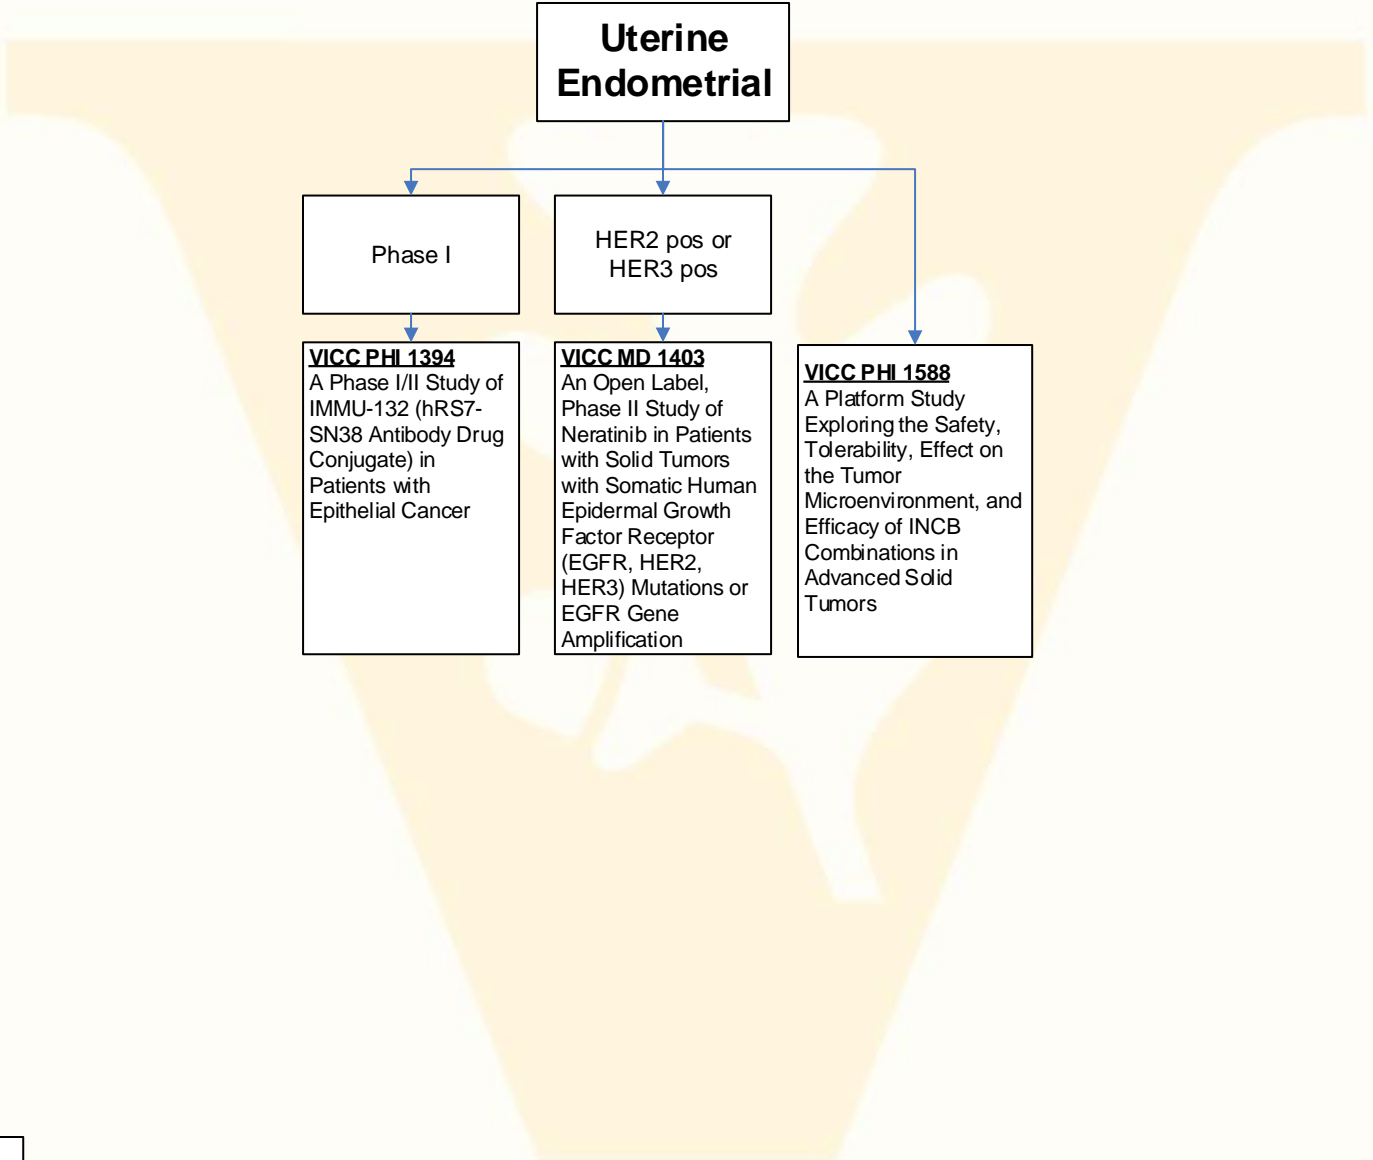 Uterine
Endometrial
Phase I
HER2 pos or
HER3 pos
VICC PHI 1394
A Phase I/II Study of
IMMU-132 (hRS7-
SN38 Antibody Drug
Conjugate) in
Patients with
Epithelial Cancer
VICC MD 1403
An Open Label,
Phase II Study of
Neratinib in Patients
with Solid Tumors
with Somatic Human
Epidermal Growth
Factor Receptor
(EGFR, HER2,
HER3) Mutations or
EGFR Gene
Amplification
VICC PHI 1588
A Platform Study
Exploring the Safety,
Tolerability, Effect on
the Tumor
Microenvironment, and
Efficacy of INCB
Combinations in
Advanced Solid
Tumors